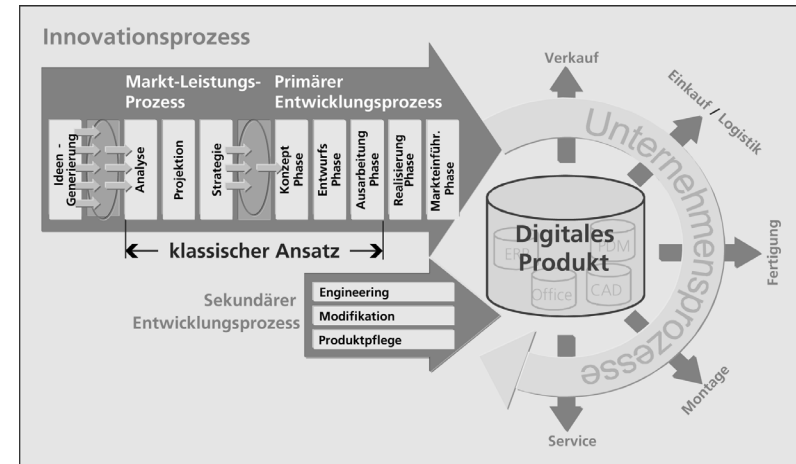 Innovationsprozess
Markt-Leistungs-
Prozess
Primärer
Entwicklungsprozess
Ideen -
Generierung
Analyse
Projektion
Strategie
Konzept
Phase
Entwurfs
Phase
Ausarbeitung
Phase
Realisierung
Phase
Markteinführ.
Phase
klassischer Ansatz
Sekundärer
Entwicklungsprozess
Engineering
Modifikation
Produktpflege
Verkauf
Einkauf / Logistik
Fertigung
Montage
Service
Unternehmensprozesse
Digitales
Produkt
ERP
PDM
Office
CAD